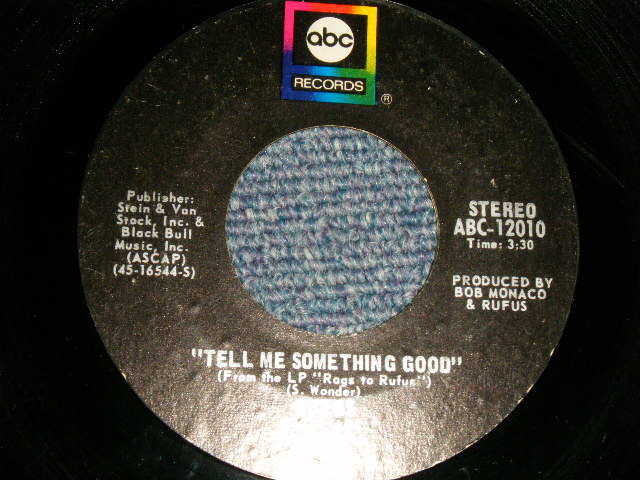 abc
RECORDS
®
Publisher:
Stein & Van
Stock, Inc. &
Black Bull
Music, Inc.
(ASCAP)
(45-16544-S)
STEREO
ABC-12010
Time: 3:30
PRODUCED BY
BOB MONACO
& RUFUS
"TELL ME SOMETHING GOOD"
(From the LP "Rags to Rufus")
(S. Wonder)